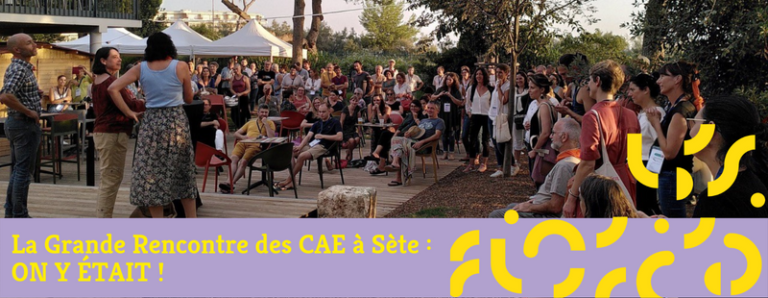 La Grande Rencontre des CAE à Sète :
ON Y ÉTAIT !